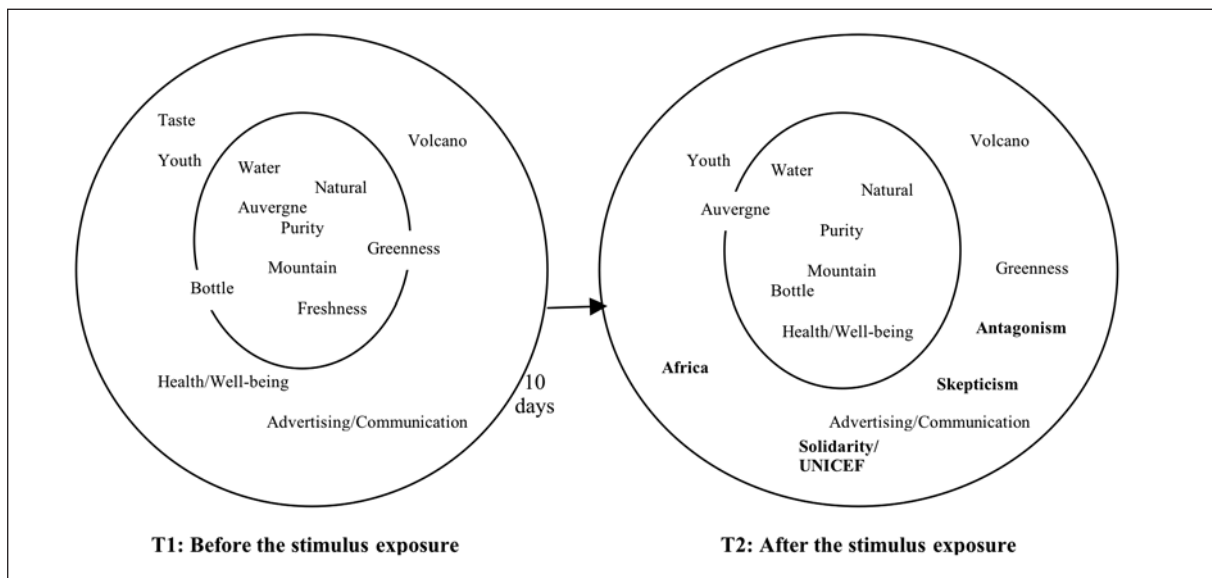 Taste
Youth
Water
Volcano
Natural
Auvergne
Purity
Greenness
Mountain
Bottle
Freshness
Health/Well-being
Advertising/Communication
10
days
T1: Before the stimulus exposure
Youth
Water
Volcano
Natural
Auvergne
Purity
Mountain
Greenness
Bottle
Health/Well-being
Antagonism
Africa
Skepticism
Advertising/Communication
Solidarity/
UNICEF
T2: After the stimulus exposure